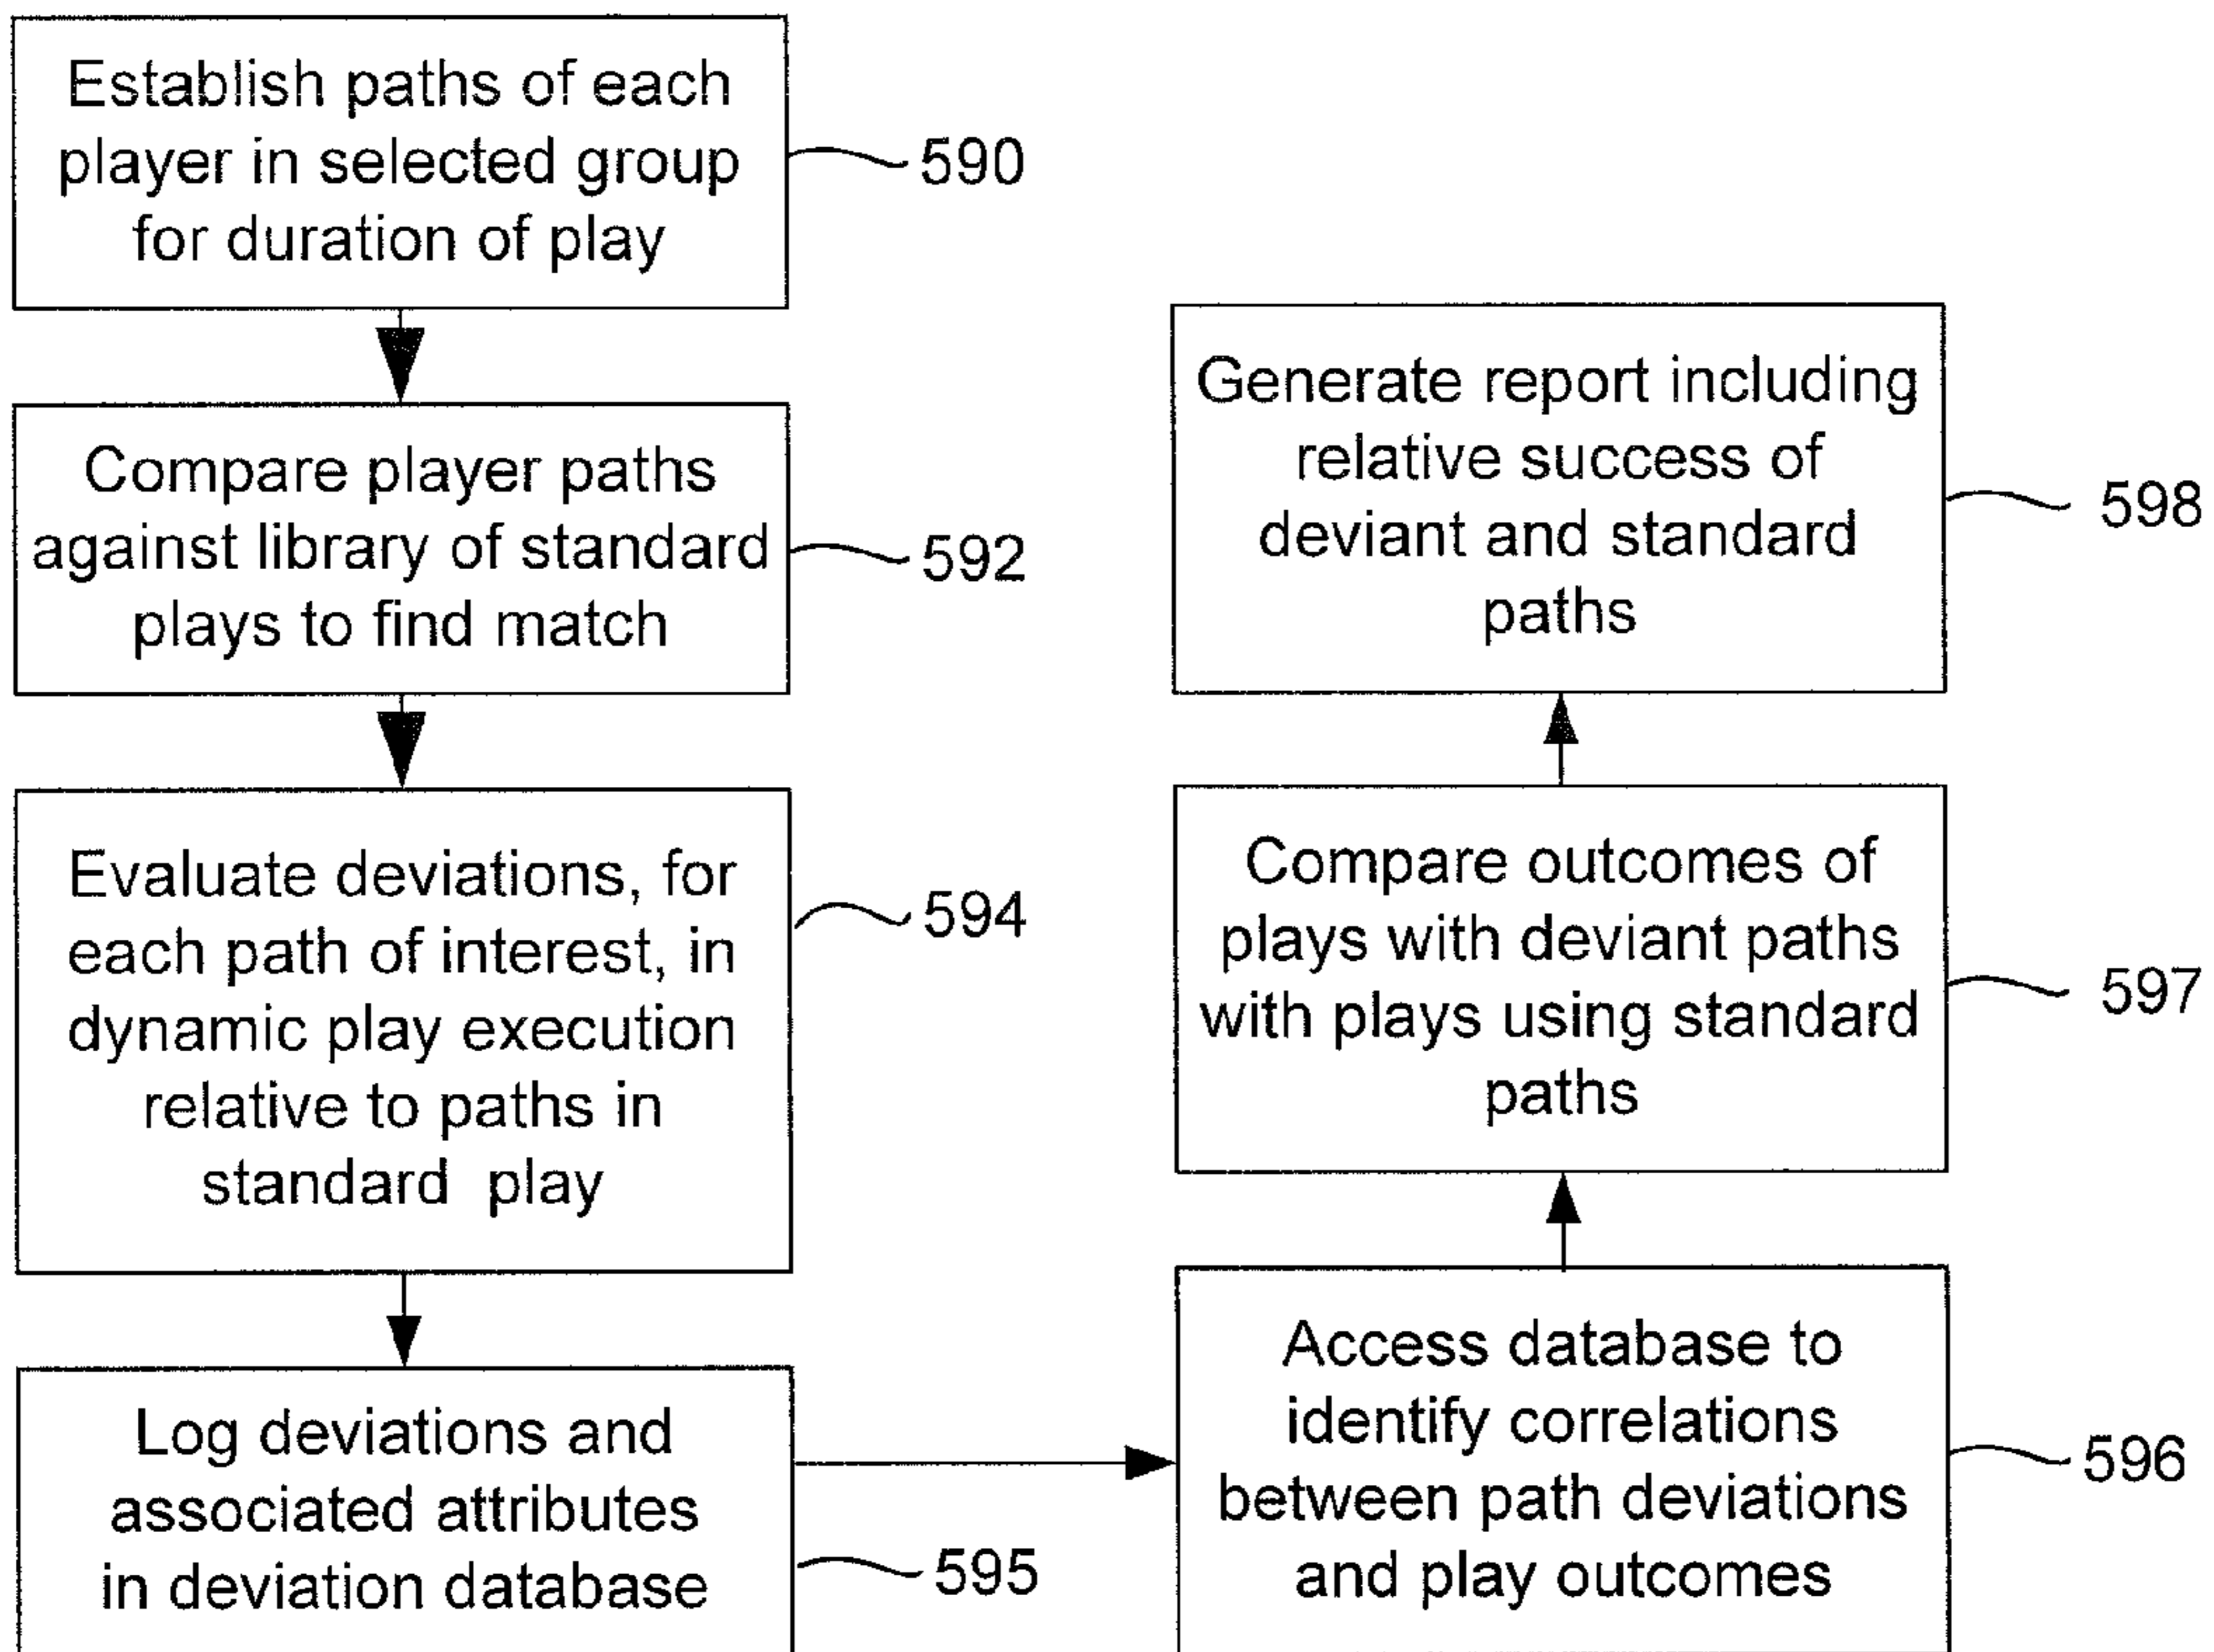 Establish paths of each
player in selected group
for duration of play
590
Compare player paths
against library of standard
plays to find match
592
Evaluate deviations, for
each path of interest, in
dynamic play execution
relative to paths in
standard play
594
Log deviations and
associated attributes
in deviation database
595
Access database to
identify correlations
between path deviations
and play outcomes
596
Compare outcomes of
plays with deviant paths
with plays using standard
paths
597
Generate report including
relative success of
deviant and standard
paths
598